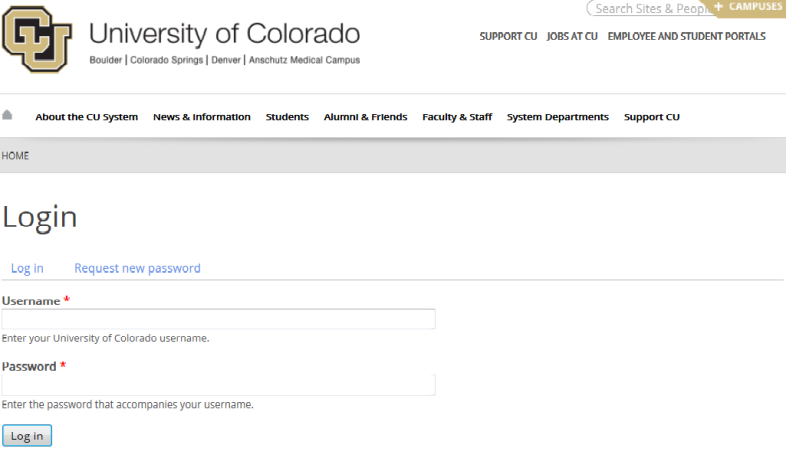 Search Sites & People
+ CAMPUSES
CU
University of Colorado
Boulder | Colorado Springs | Denver | Anschutz Medical Campus
SUPPORT CU JOBS AT CU EMPLOYEE AND STUDENT PORTALS
About the CU System News & Information Students Alumni & Friends Faculty & Staff System Departments Support CU
HOME
Login
Log in Request new password
Username *
Enter your University of Colorado username.
Password *
Enter the password that accompanies your username.
Log in